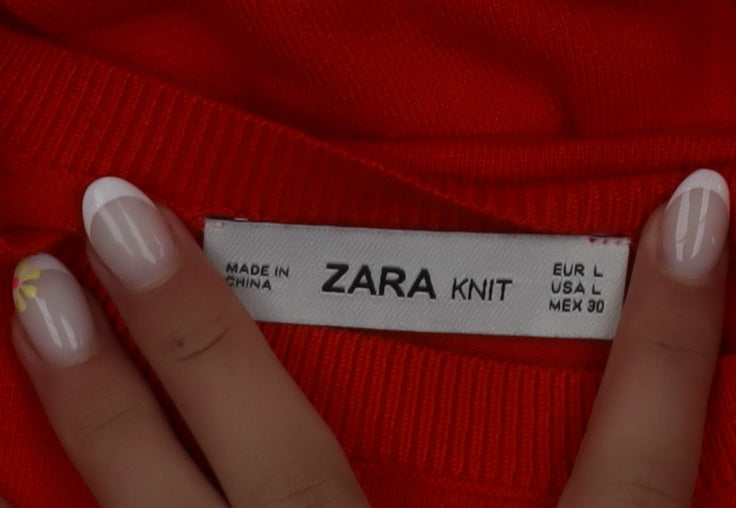 MADE IN
CHINA
ZARA KNIT
EUR L
USA L
MEX 30